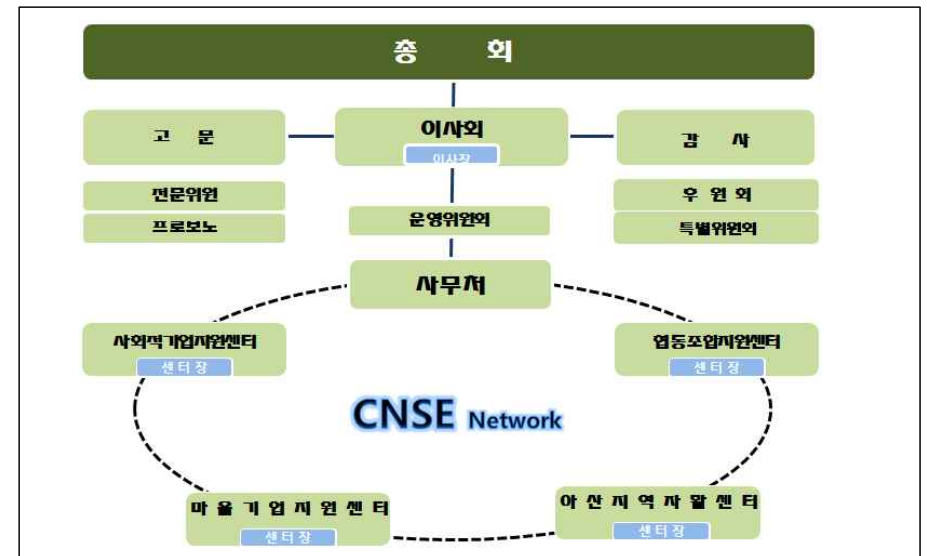 총 회
고 문
이사회
감 사
이사장
전문위원
후 원 회
프로보노
운영위원회
특별위원회
사무처
사회적기업지원센터
협동조합지원센터
센터장
센터장
CNSE Network
마 을 기 업 지 원 센 터
아 산 지 역 자 활 센 터
센터장
센터장